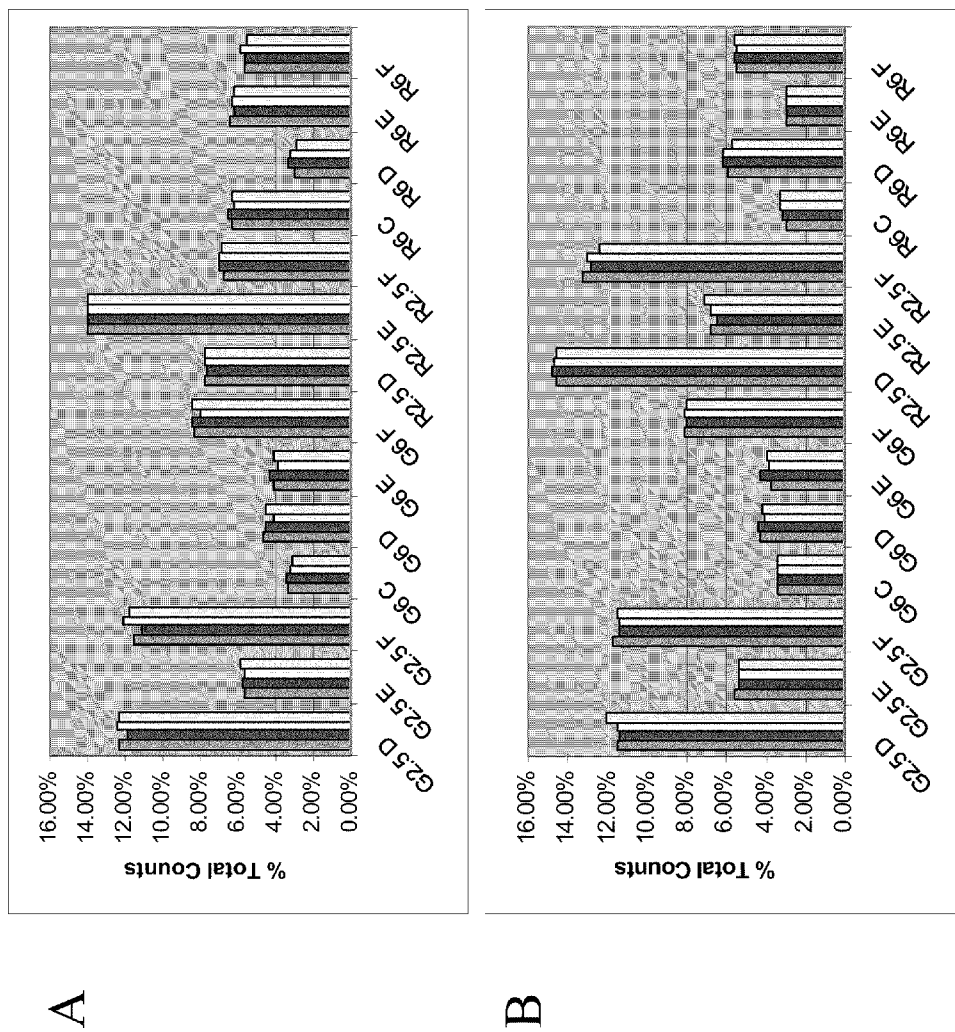 A
% Total Counts
16.00%
14.00%
12.00%
10.00%
8.00%
6.00%
4.00%
2.00%
0.00%
G2.5 D
G2.5 E
G2.5 F
G6 C
G6 D
G6 E
G6 F
R2.5 D
R2.5 E
R2.5 F
R6 C
R6 D
R6 E
R6 F
B
% Total Counts
16.00%
14.00%
12.00%
10.00%
8.00%
6.00%
4.00%
2.00%
0.00%
G2.5 D
G2.5 E
G2.5 F
G6 C
G6 D
G6 E
G6 F
R2.5 D
R2.5 E
R2.5 F
R6 C
R6 D
R6 E
R6 F